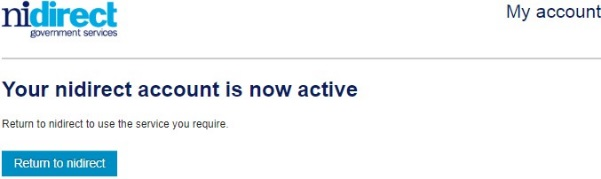 nidirect
government services
My account
Your nidirect account is now active
Return to nidirect to use the service you require.
Return to nidirect